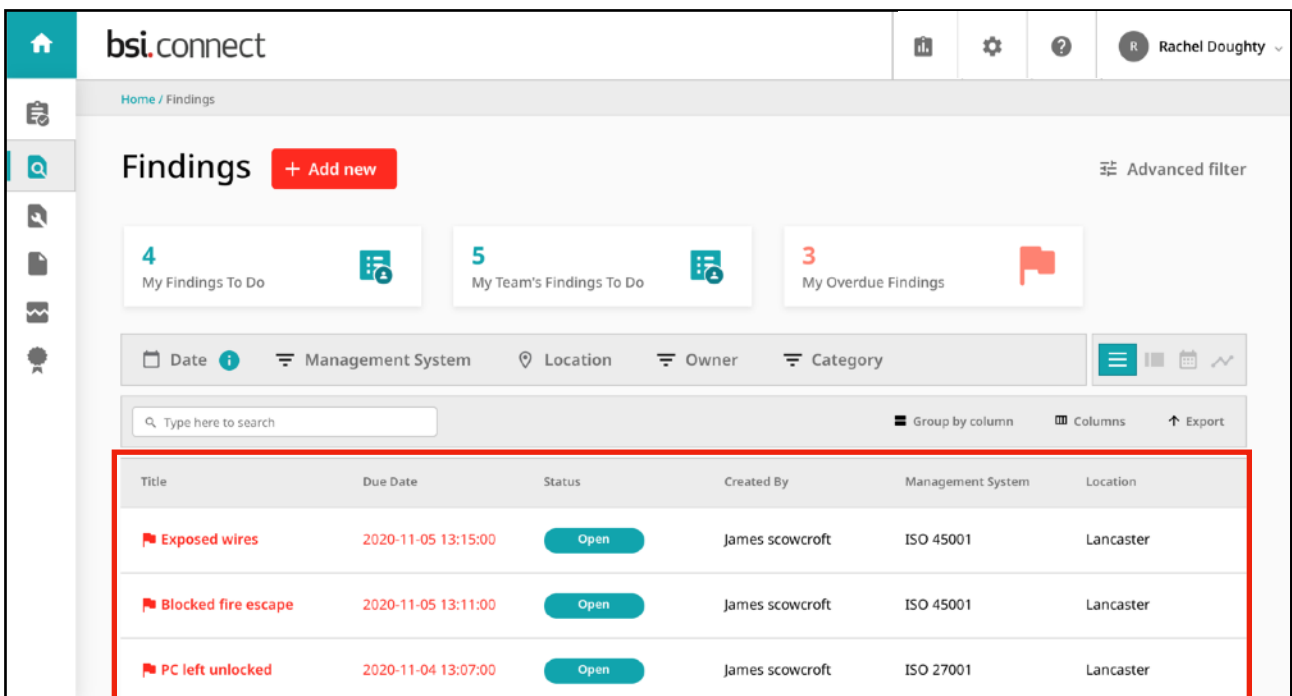 bsi.connect
R Rachel Doughty
Home / Findings
Findings
+ Add new
Advanced filter
4
My Findings To Do
5
My Team's Findings To Do
3
My Overdue Findings
Date Management System Location Owner Category
Type here to search
Group by column Columns Export
Title Due Date Status Created By Management System Location
Exposed wires 2020-11-05 13:15:00 Open James scowcroft ISO 45001 Lancaster
Blocked fire escape 2020-11-05 13:11:00 Open James scowcroft ISO 45001 Lancaster
PC left unlocked 2020-11-04 13:07:00 Open James scowcroft ISO 27001 Lancaster